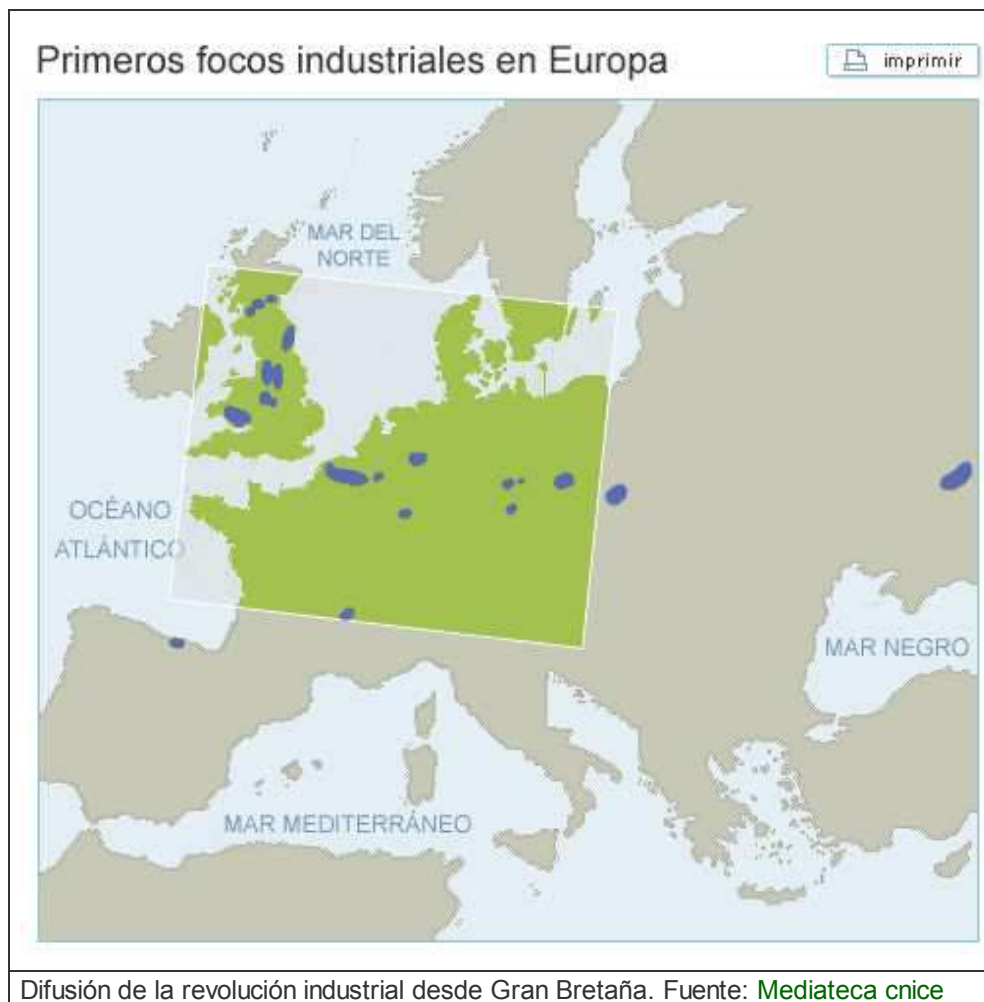 Primeros focos industriales en Europa
imprimir
MAR DEL
NORTE
OCÉANO
ATLÁNTICO
MAR NEGRO
MAR MEDITERRÁNEO
Difusión de la revolución industrial desde Gran Bretaña. Fuente: Mediateca cnice